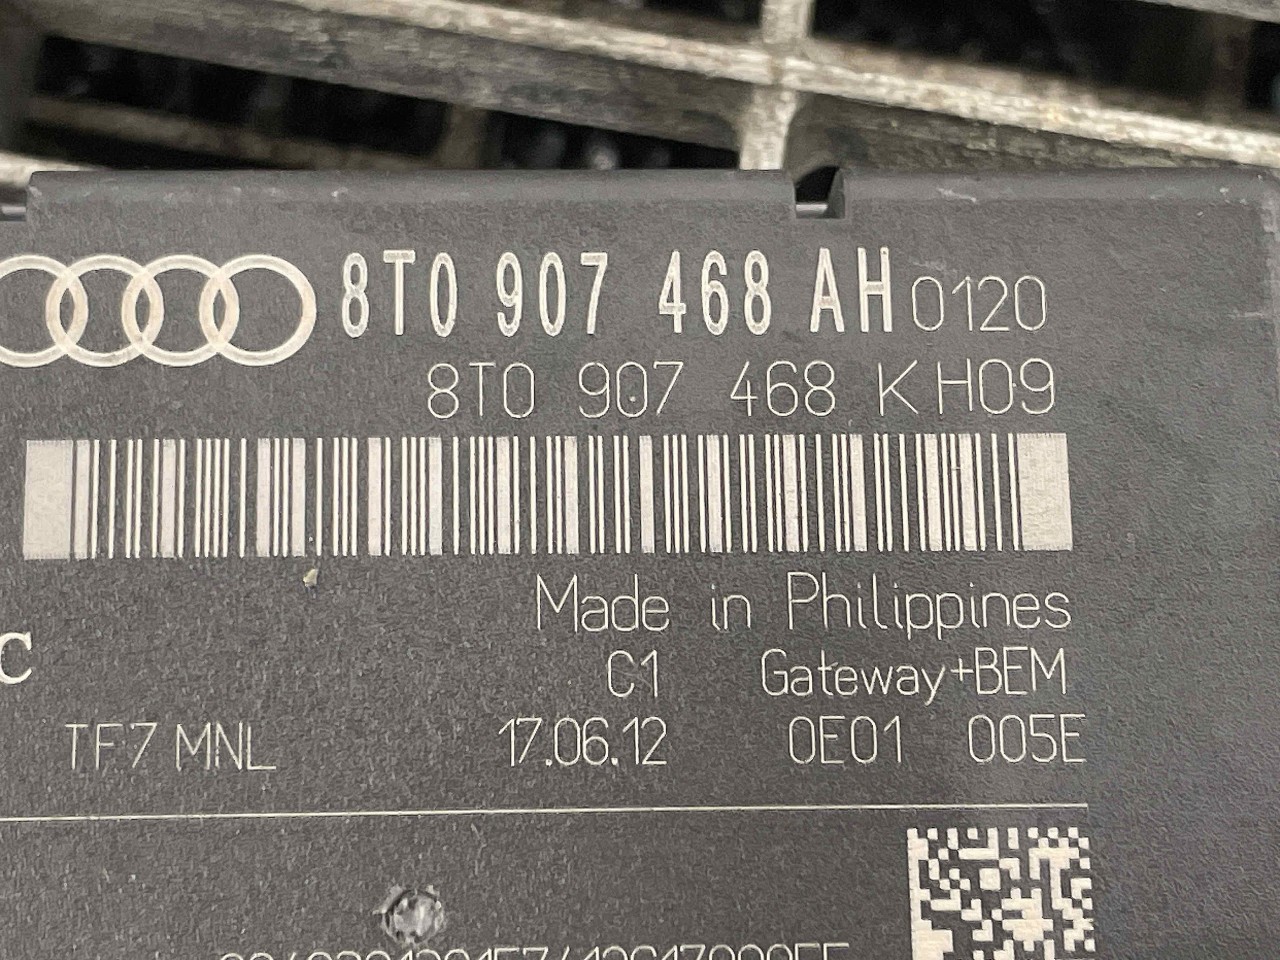 8T0 907 468 AH 0120
8T0 907 468 K H09
Made in Philippines
C
C1 Gateway+BEM
TF7 MNL 17.06.12 0E01 005E